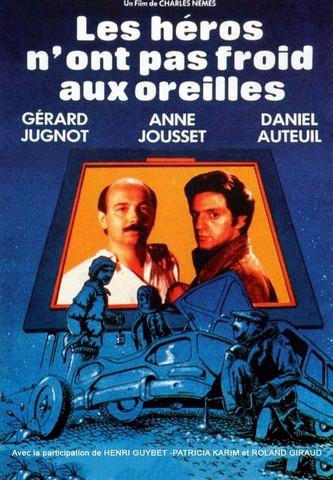 Un Film de CHARLES NEMES
Les héros
n'ont pas froid
aux oreilles
GÉRARD ANNE DANIEL
JUGNOT JOUSSET AUTEUIL
Avec la participation de HENRI GUYBET -PATRICIA KARIM et ROLAND GIRAUD